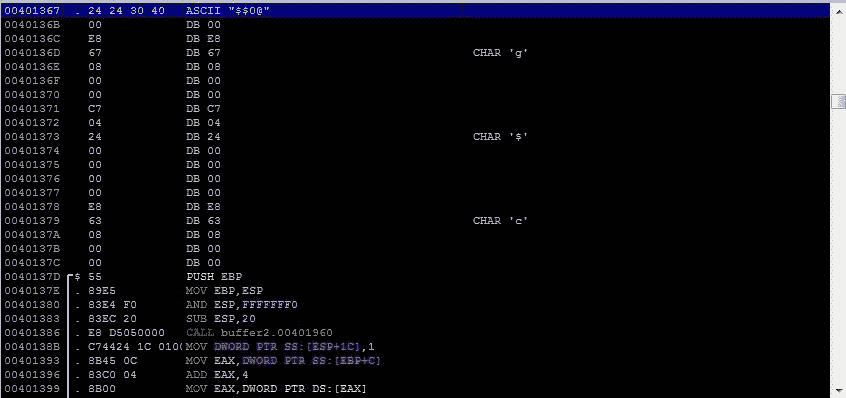 00401367 . 24 24 30 40 ASCII "$$0@"
0040136B 00 DB 00
0040136C E8 DB E8
0040136D 67 DB 67 CHAR 'g'
0040136E 08 DB 08
0040136F 00 DB 00
00401370 00 DB 00
00401371 C7 DB C7
00401372 04 DB 04
00401373 24 DB 24 CHAR '$'
00401374 00 DB 00
00401375 00 DB 00
00401376 00 DB 00
00401377 00 DB 00
00401378 E8 DB E8
00401379 63 DB 63 CHAR 'c'
0040137A 08 DB 08
0040137B 00 DB 00
0040137C 00 DB 00
0040137D $ 55 PUSH EBP
0040137E . 89E5 MOV EBP,ESP
00401380 . 83E4 F0 AND ESP,FFFFFFF0
00401383 . 83EC 20 SUB ESP,20
00401386 . E8 D5050000 CALL buffer2.00401960
0040138B . C74424 1C 0100 MOV DWORD PTR SS:[ESP+1C],1
00401393 . 8B45 0C MOV EAX,DWORD PTR SS:[EBP+C]
00401396 . 83C0 04 ADD EAX,4
00401399 . 8B00 MOV EAX,DWORD PTR DS:[EAX]